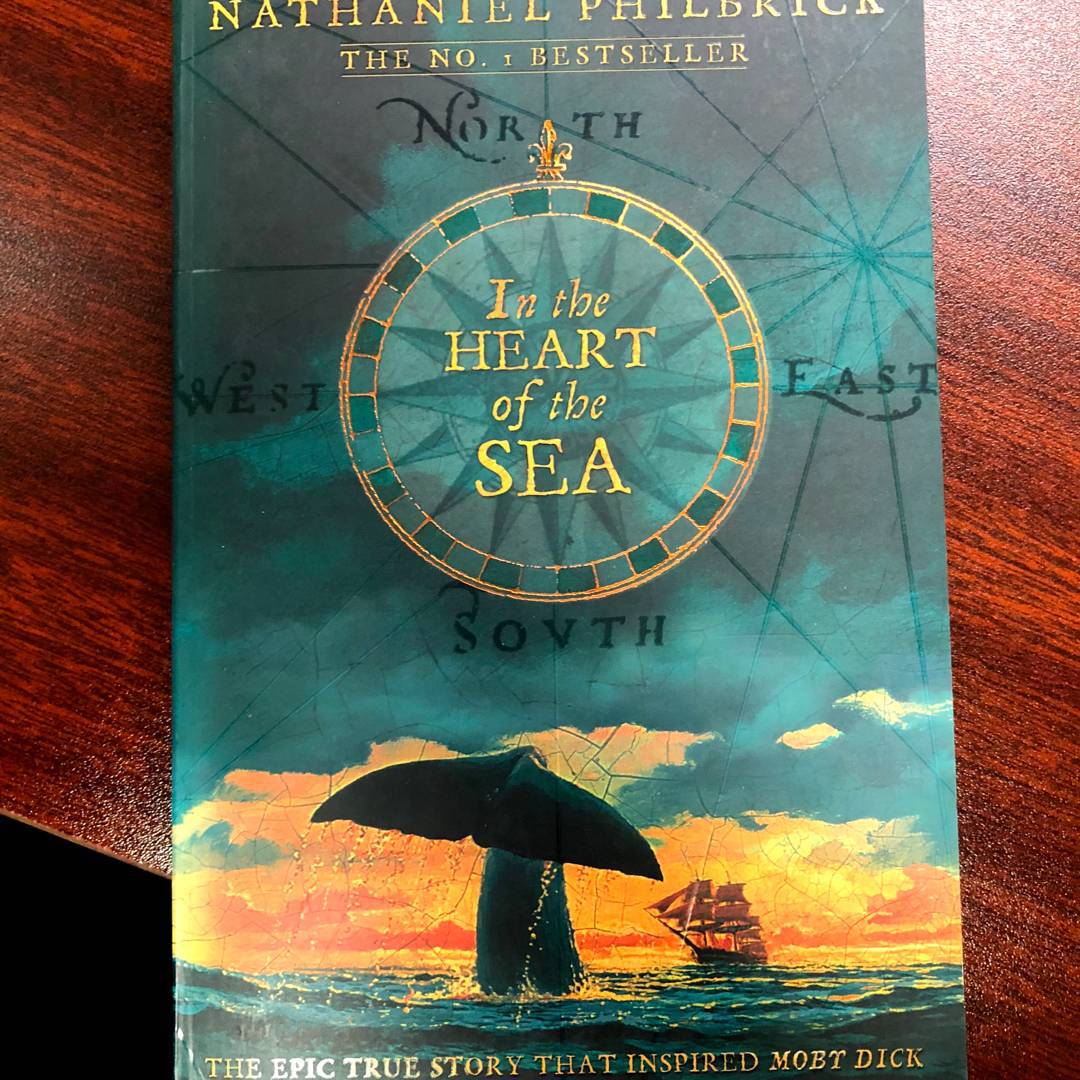 NATHANIEL PHILBRICK
THE NO. 1 BESTSELLER
NORTH
In the
HEART
of the
SEA
WEST
EAST
SOVTH
THE EPIC TRUE STORY THAT INSPIRED MOBY DICK